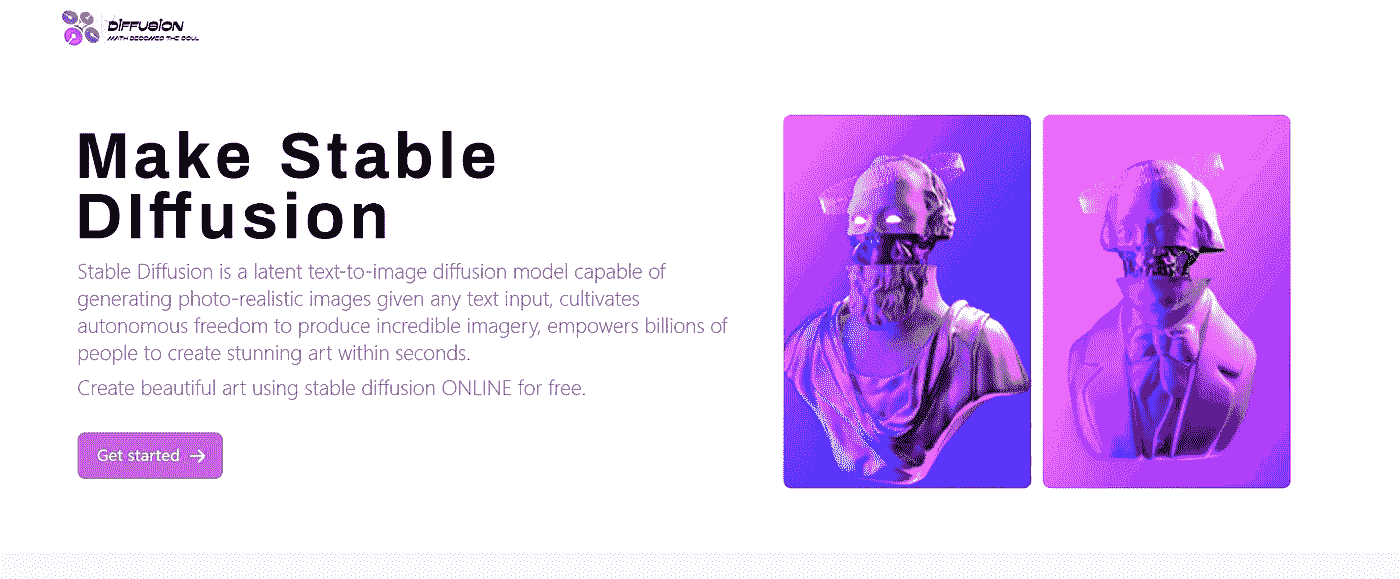 DIFFUSION
MATH BECOMES THE SOUL
Make Stable
DIffusion
Stable Diffusion is a latent text-to-image diffusion model capable of
generating photo-realistic images given any text input, cultivates
autonomous freedom to produce incredible imagery, empowers billions of
people to create stunning art within seconds.
Create beautiful art using stable diffusion ONLINE for free.
Get started →